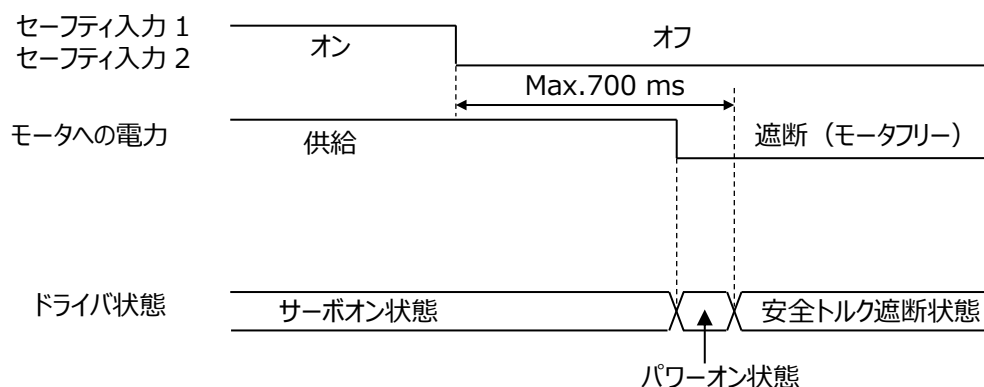 セーフティ入力 1
セーフティ入力 2
オン
オフ
Max.700 ms
モータへの電力
供給
遮断（モータフリー）
ドライバ状態
サーボオン状態
安全トルク遮断状態
パワーオン状態